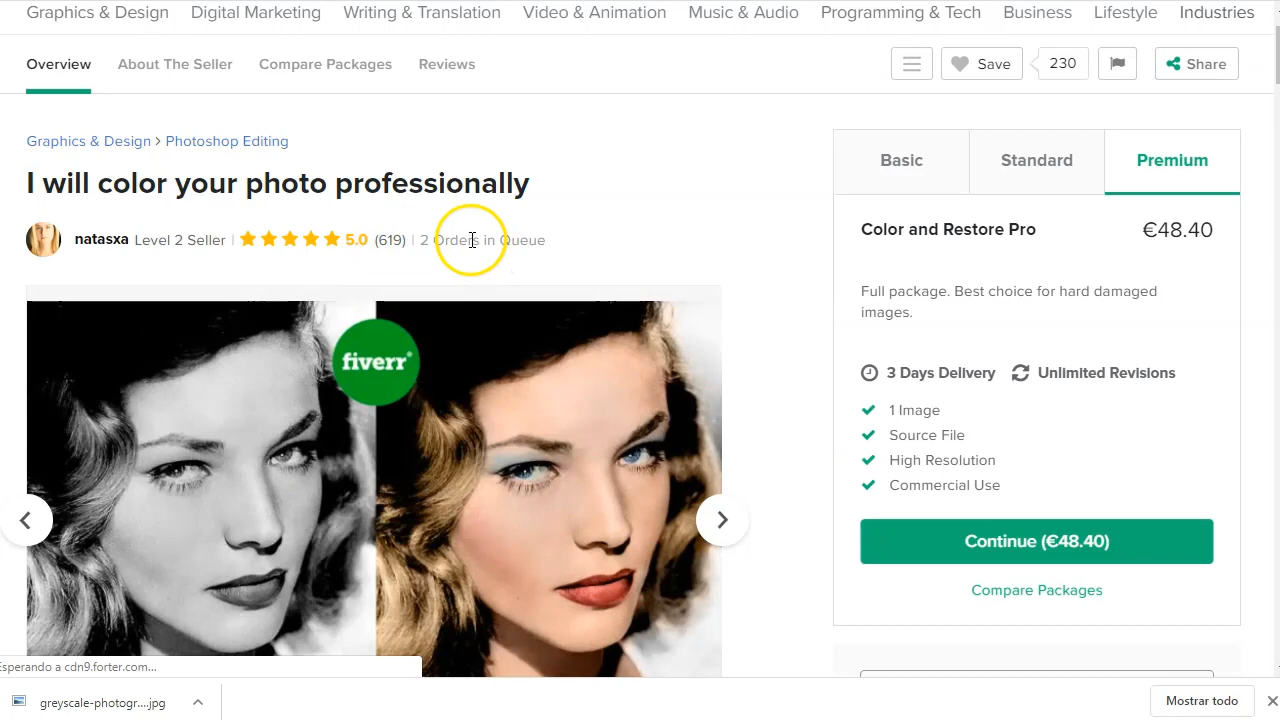 Graphics & Design Digital Marketing Writing & Translation Video & Animation Music & Audio Programming & Tech Business Lifestyle Industries
Overview About The Seller Compare Packages Reviews Save 230 Share
Graphics & Design > Photoshop Editing
I will color your photo professionally
natasxa Level 2 Seller | 5.0 (619) | 2 Orders in Queue
fiverr®
Basic Standard Premium
Color and Restore Pro €48.40
Full package. Best choice for hard damaged
images.
3 Days Delivery Unlimited Revisions
1 Image
Source File
High Resolution
Commercial Use
Continue (€48.40)
Compare Packages
Esperando a cdn9.forter.com...
greyscale-photogr....jpg Mostrar todo